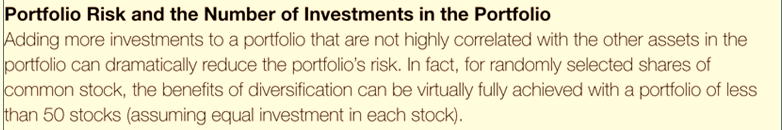 Portfolio Risk and the Number of Investments in the Portfolio
Adding more investments to a portfolio that are not highly correlated with the other assets in the
portfolio can dramatically reduce the portfolio's risk. In fact, for randomly selected shares of
common stock, the benefits of diversification can be virtually fully achieved with a portfolio of less
than 50 stocks (assuming equal investment in each stock).